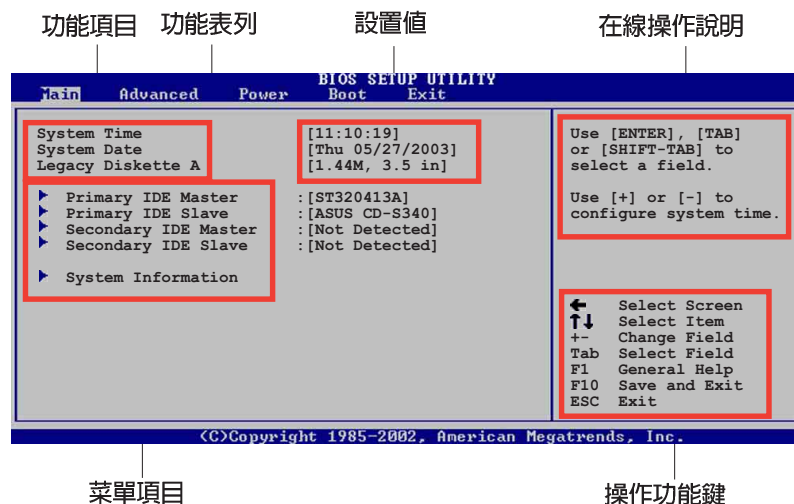 功能項目 功能表列 設置值 在線操作說明
BIOS SETUP UTILITY
Main Advanced Power Boot Exit
System Time [11:10:19]
System Date [Thu 05/27/2003]
Legacy Diskette A [1.44M, 3.5 in]
Primary IDE Master :[ST320413A]
Primary IDE Slave :[ASUS CD-S340]
Secondary IDE Master :[Not Detected]
Secondary IDE Slave :[Not Detected]
System Information
Use [ENTER], [TAB]
or [SHIFT-TAB] to
select a field.
Use [+] or [-] to
configure system time.
← Select Screen
↑↓ Select Item
+- Change Field
Tab Select Field
F1 General Help
F10 Save and Exit
ESC Exit
(C)Copyright 1985-2002, American Megatrends, Inc.
菜單項目 操作功能鍵